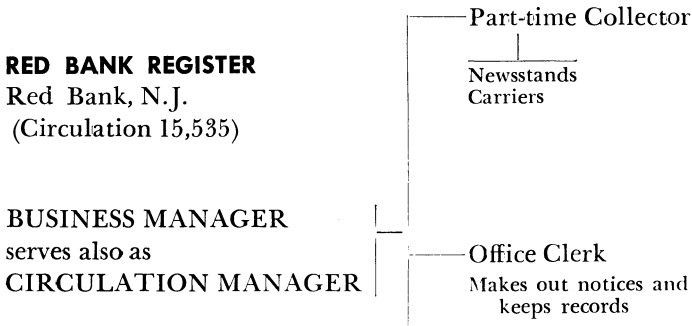 Part-time Collector
Newsstands
Carriers
RED BANK REGISTER
Red Bank, N.J.
(Circulation 15,535)
BUSINESS MANAGER
serves also as
CIRCULATION MANAGER
Office Clerk
Makes out notices and
keeps records